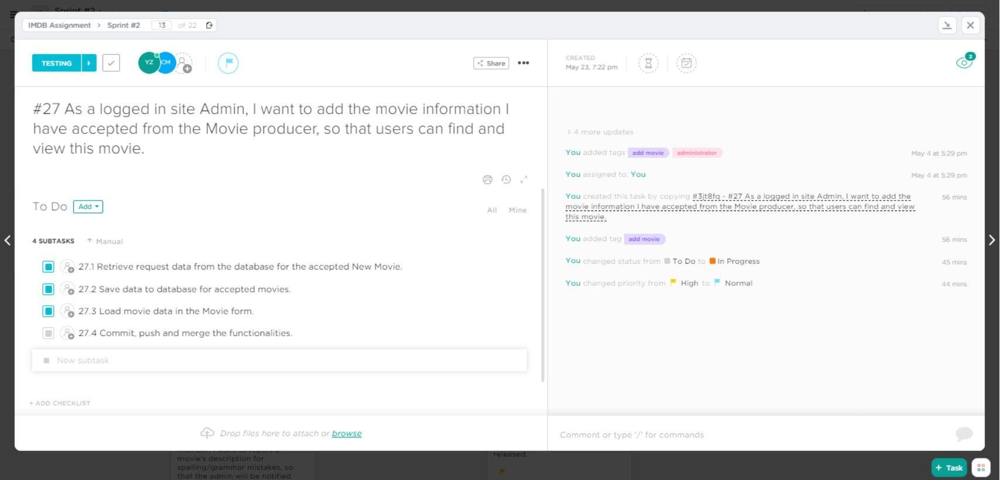 Sprint #2
IMDB Assignment > Sprint #2 13 of 22
TESTING
YZ CM
Share
CREATED
May 23, 7:22 pm
2
#27 As a logged in site Admin, I want to add the movie information I
have accepted from the Movie producer, so that users can find and
view this movie.
To Do Add
All Mine
4 SUBTASKS Manual
27.1 Retrieve request data from the database for the accepted New Movie.
27.2 Save data to database for accepted movies.
27.3 Load movie data in the Movie form.
27.4 Commit, push and merge the functionalities.
New subtask
+ ADD CHECKLIST
Drop files here to attach or browse
4 more updates
You added tags add movie administrator May 4 at 5:29 pm
You assigned to: You May 4 at 5:29 pm
You created this task by copying #3jt8fq - #27 As a logged in site Admin, I want to add the 56 mins
movie information I have accepted from the Movie producer, so that users can find and view
this movie.
You added tag add movie 56 mins
You changed status from To Do to In Progress 45 mins
You changed priority from High to Normal 44 mins
Comment or type '/' for commands
member, I want to report a
movie's description for
spelling/grammar mistakes, so
that the admin will be notified
released.
+ Task